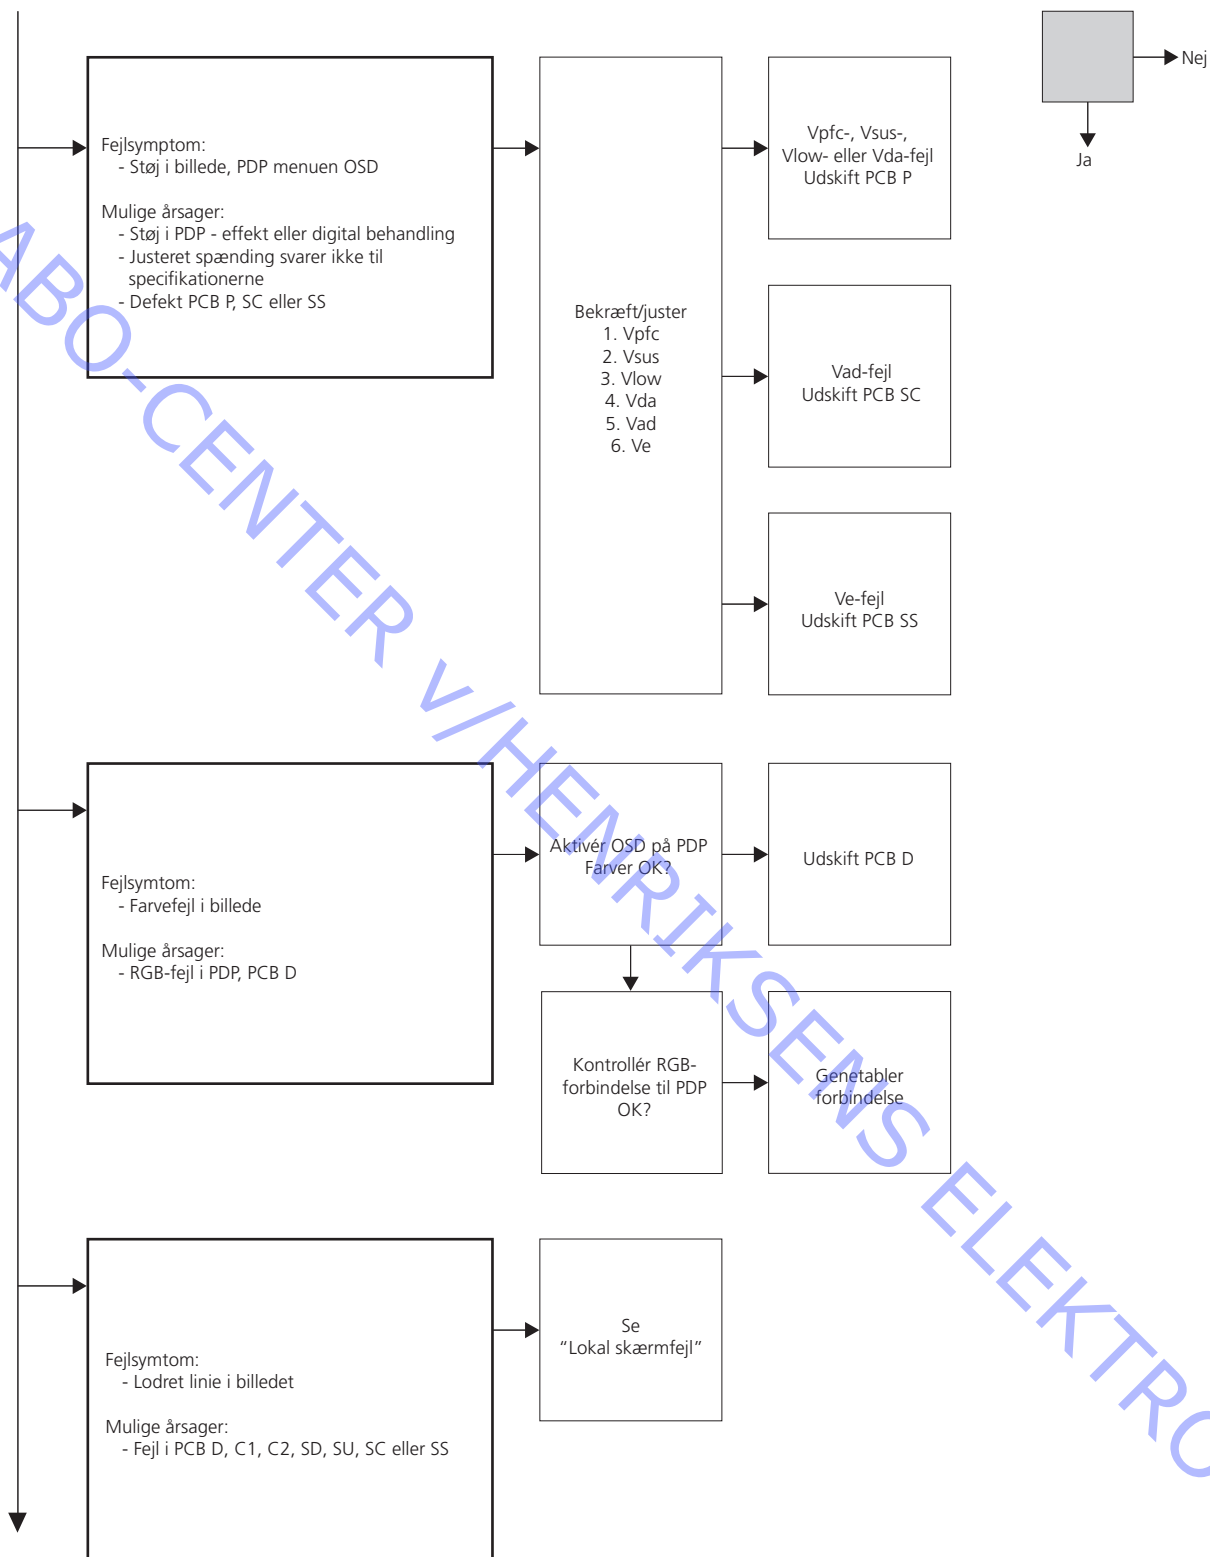 Nej
Ja
Fejlsymptom:
- Støj i billede, PDP menuen OSD
Mulige årsager:
- Støj i PDP - effekt eller digital behandling
- Justeret spænding svarer ikke til
specifikationerne
- Defekt PCB P, SC eller SS
Bekræft/juster
1. Vpfc
2. Vsus
3. Vlow
4. Vda
5. Vad
6. Ve
Vpfc-, Vsus-,
Vlow- eller Vda-fejl
Udskift PCB P
Vad-fejl
Udskift PCB SC
Ve-fejl
Udskift PCB SS
Fejlsymtom:
- Farvefejl i billede
Mulige årsager:
- RGB-fejl i PDP, PCB D
Aktivér OSD på PDP
Farver OK?
Udskift PCB D
Kontrollér RGB-
forbindelse til PDP
OK?
Genetabler
forbindelse
Fejlsymtom:
- Lodret linie i billedet
Mulige årsager:
- Fejl i PCB D, C1, C2, SD, SU, SC eller SS
Se
“Lokal skærmfejl”
ABO-CENTER v/HENRIKSENS ELEKTRO